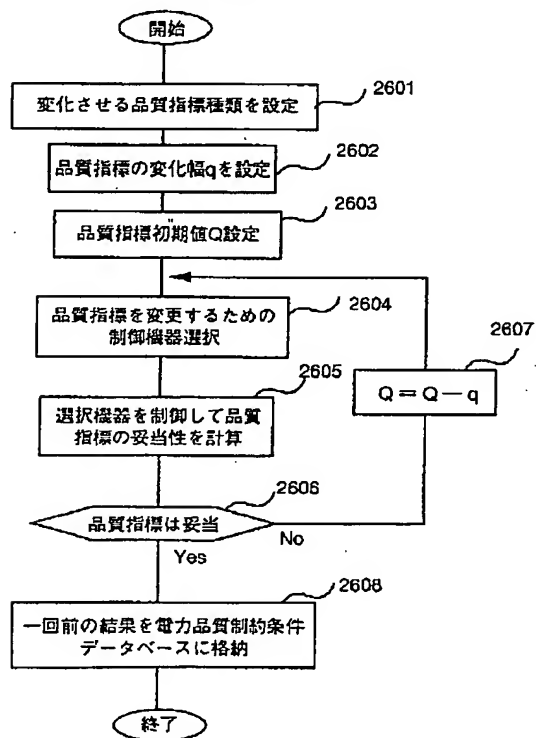 開始
変化させる品質指標種類を設定
2601
2602
品質指標の変化幅qを設定
2603
品質指標初期値Q設定
品質指標を変更するための
制御機器選択
2604
2607
Q = Q − q
2605
選択機器を制御して品質
指標の妥当性を計算
2606
品質指標は妥当
No
Yes
2608
一回前の結果を電力品質制約条件
データベースに格納
終了